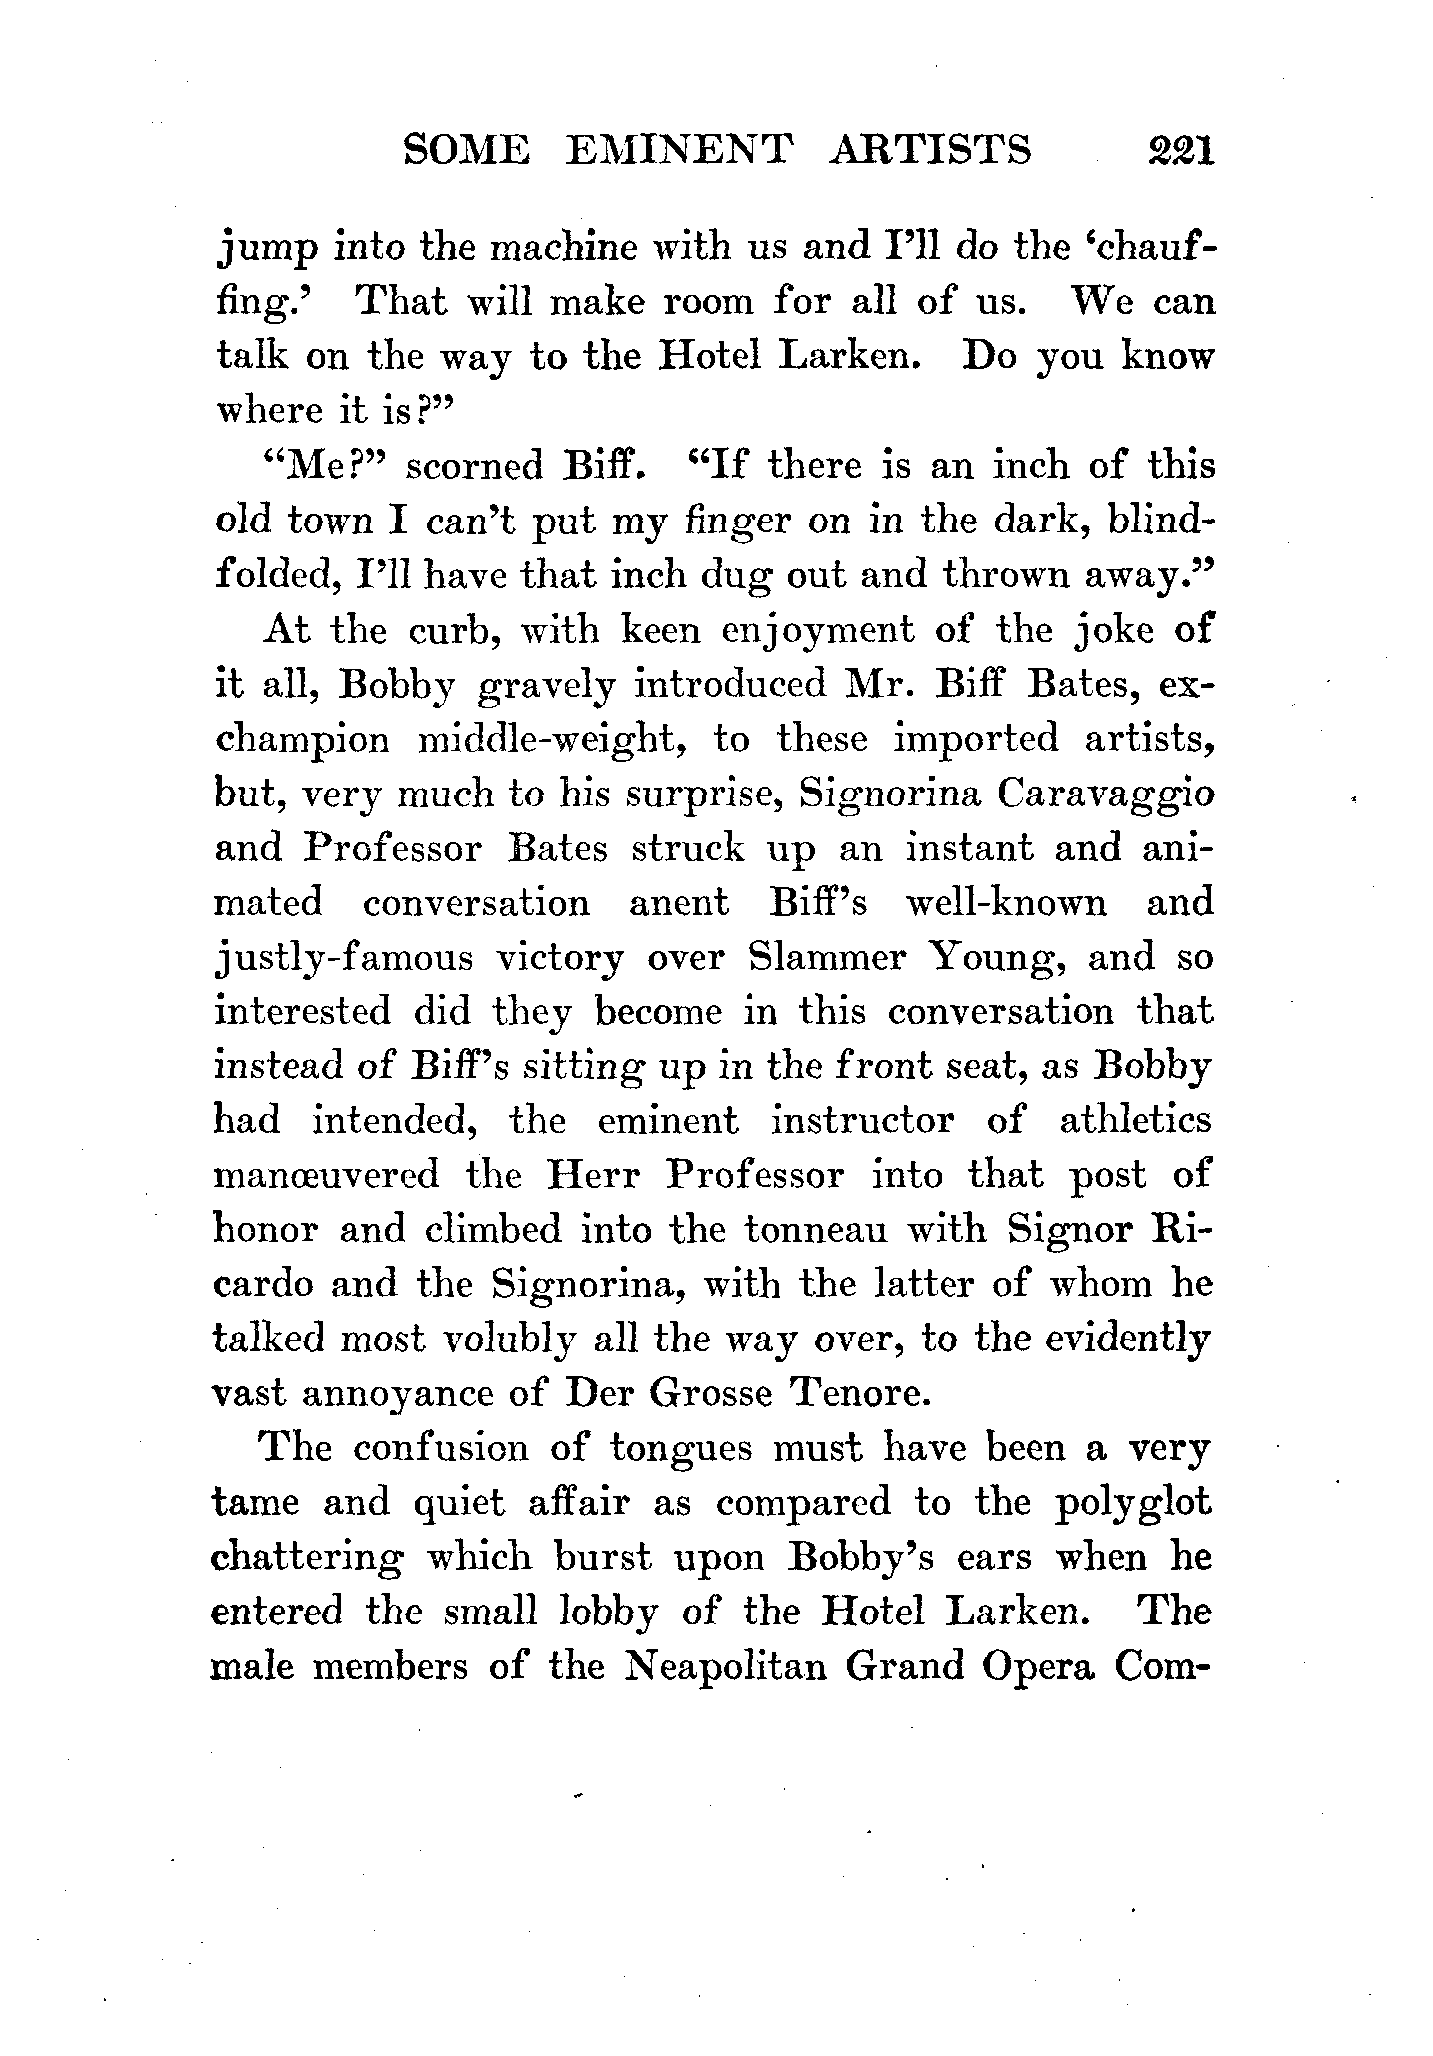 SOME EMINENT ARTISTS 221
jump into the machine with us and I'll do the 'chauf-
fing.' That will make room for all of us. We can
talk on the way to the Hotel Larken. Do you know
where it is?"
"Me?" scorned Biff. "If there is an inch of this
old town I can't put my finger on in the dark, blind-
folded, I'll have that inch dug out and thrown away."
At the curb, with keen enjoyment of the joke of
it all, Bobby gravely introduced Mr. Biff Bates, ex-
champion middle-weight, to these imported artists,
but, very much to his surprise, Signorina Caravaggio
and Professor Bates struck up an instant and ani-
mated conversation anent Biff's well-known and
justly-famous victory over Slammer Young, and so
interested did they become in this conversation that
instead of Biff's sitting up in the front seat, as Bobby
had intended, the eminent instructor of athletics
manœuvered the Herr Professor into that post of
honor and climbed into the tonneau with Signor Ri-
cardo and the Signorina, with the latter of whom he
talked most volubly all the way over, to the evidently
vast annoyance of Der Grosse Tenore.
The confusion of tongues must have been a very
tame and quiet affair as compared to the polyglot
chattering which burst upon Bobby's ears when he
entered the small lobby of the Hotel Larken. The
male members of the Neapolitan Grand Opera Com-